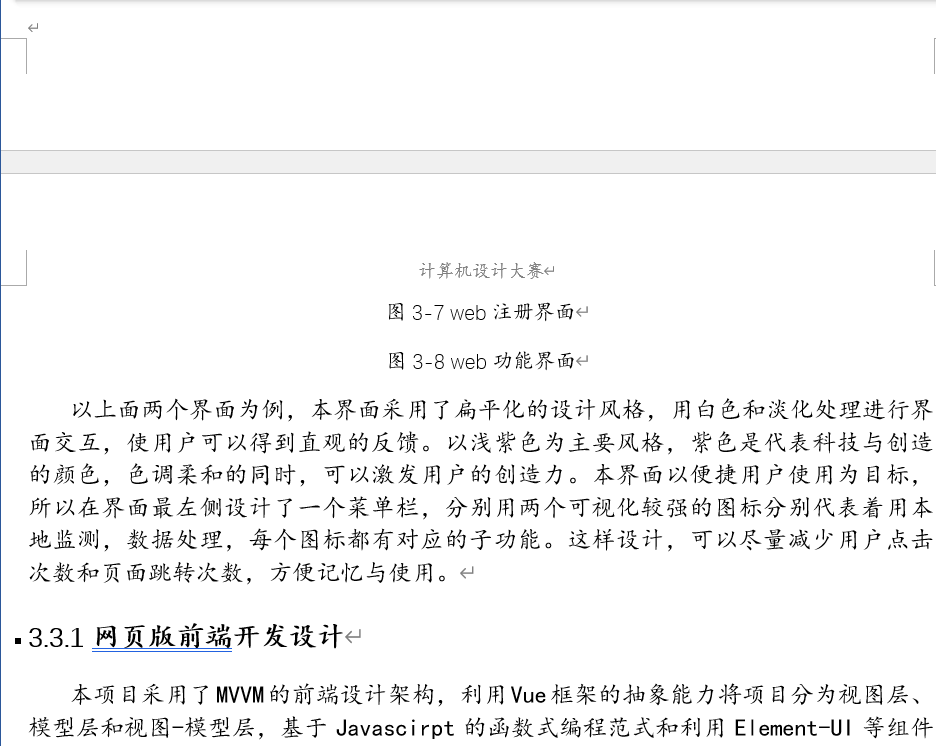 计算机设计大赛
图 3-7 web 注册界面
图 3-8 web 功能界面
以上面两个界面为例，本界面采用了扁平化的设计风格，用白色和淡化处理进行界
面交互，使用户可以得到直观的反馈。以浅紫色为主要风格，紫色是代表科技与创造
的颜色，色调柔和的同时，可以激发用户的创造力。本界面以便捷用户使用为目标，
所以在界面最左侧设计了一个菜单栏，分别用两个可视化较强的图标分别代表着用本
地监测，数据处理，每个图标都有对应的子功能。这样设计，可以尽量减少用户点击
次数和页面跳转次数，方便记忆与使用。
3.3.1 网页版前端开发设计
本项目采用了MVVM的前端设计架构，利用Vue框架的抽象能力将项目分为视图层、
模型层和视图-模型层，基于 Javascirpt 的函数式编程范式和利用 Element-UI 等组件